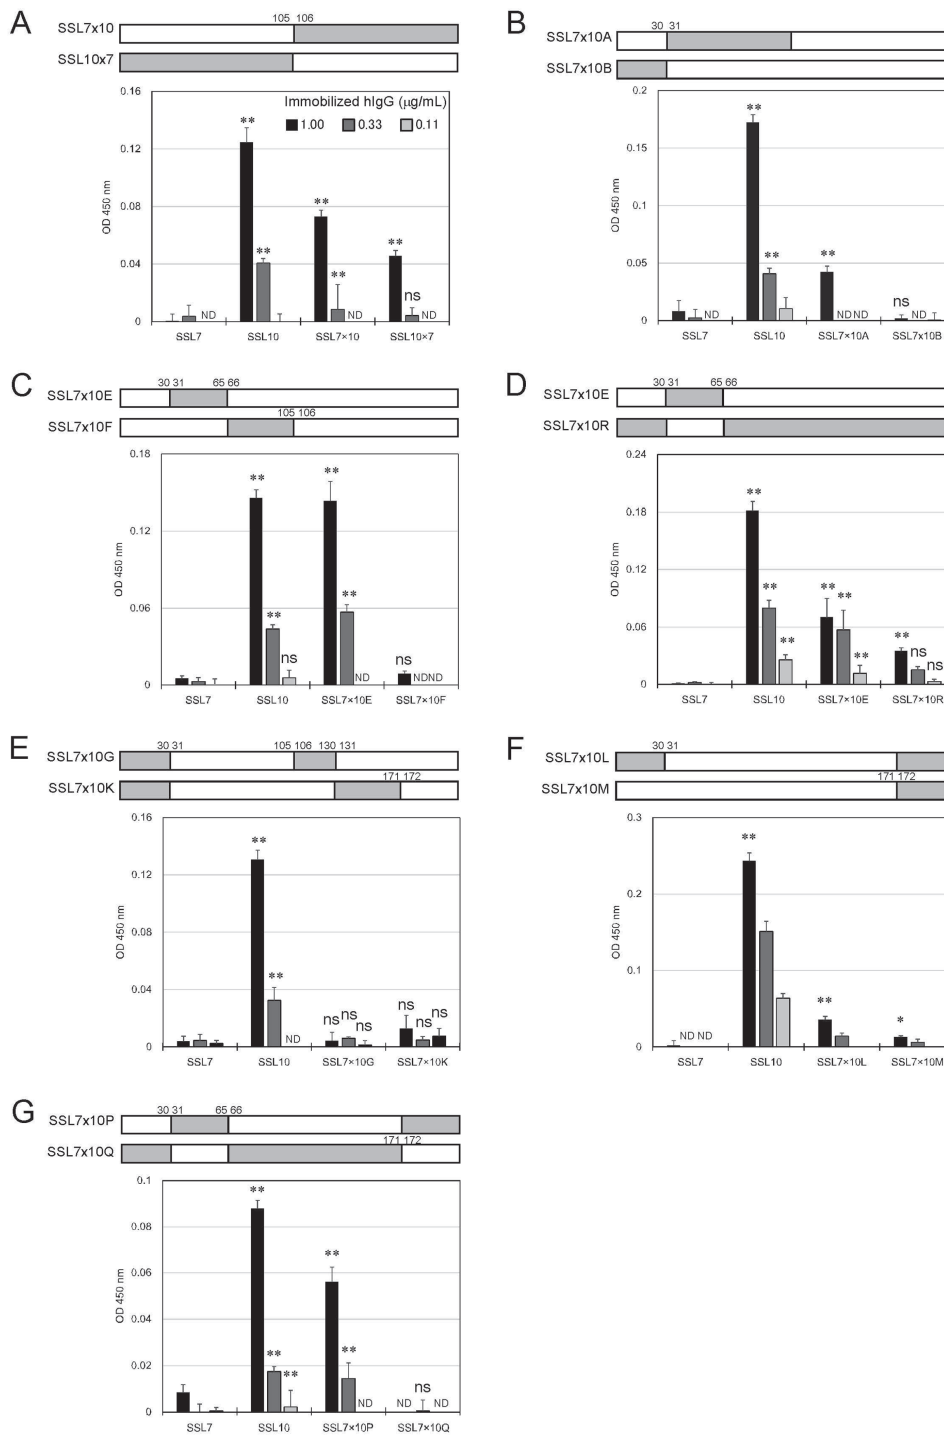 A
105 106
SSL7x10
SSL10x7
0.16
0.12
0.08
0.04
0
OD 450 nm
Immobilized hIgG (μg/mL)
1.00 0.33 0.11
** ** ** ** ** **
ND ns ND
SSL7 SSL10 SSL7×10 SSL10×7
B
30 31
SSL7x10A
SSL7x10B
0.2
0.15
0.1
0.05
0
OD 450 nm
** ** **
ND ND ND ns ND
SSL7 SSL10 SSL7×10A SSL7x10B
C
30 31 65 66
SSL7x10E
105 106
SSL7x10F
0.18
0.12
0.06
0
OD 450 nm
** ** ns ** ** ND ns NDND
SSL7 SSL10 SSL7×10E SSL7×10F
D
30 31 65 66
SSL7x10E
SSL7x10R
0.24
0.18
0.12
0.06
0
OD 450 nm
** ** ** ** ** ** ** ns ns
SSL7 SSL10 SSL7×10E SSL7×10R
E
30 31 105 106 130 131
SSL7x10G
171 172
SSL7x10K
0.16
0.12
0.08
0.04
0
OD 450 nm
** ** ND ns ns ns ns ns ns
SSL7 SSL10 SSL7×10G SSL7×10K
F
30 31
SSL7x10L
171 172
SSL7x10M
0.3
0.2
0.1
0
OD 450 nm
ND ND ** ** *
SSL7 SSL10 SSL7×10L SSL7×10M
G
30 31 65 66
SSL7x10P
171 172
SSL7x10Q
0.1
0.08
0.06
0.04
0.02
0
OD 450 nm
** ** ** ** ** ND ND ns ND
SSL7 SSL10 SSL7×10P SSL7×10Q